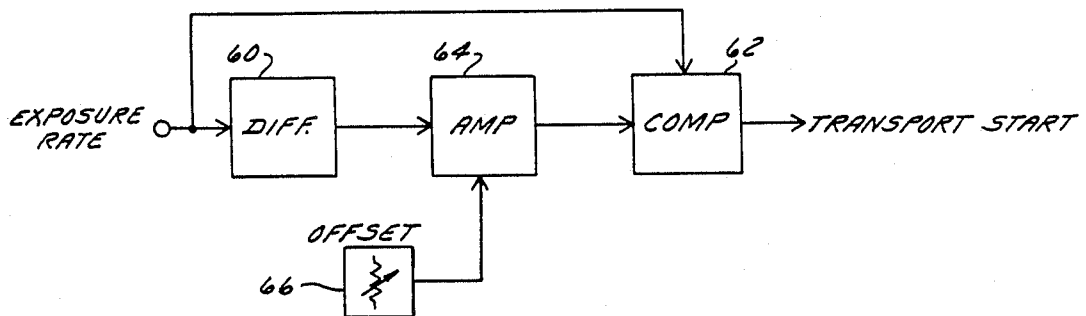 60
64
62
EXPOSURE
RATE
DIFF.
AMP
COMP
TRANSPORT START
OFFSET
66